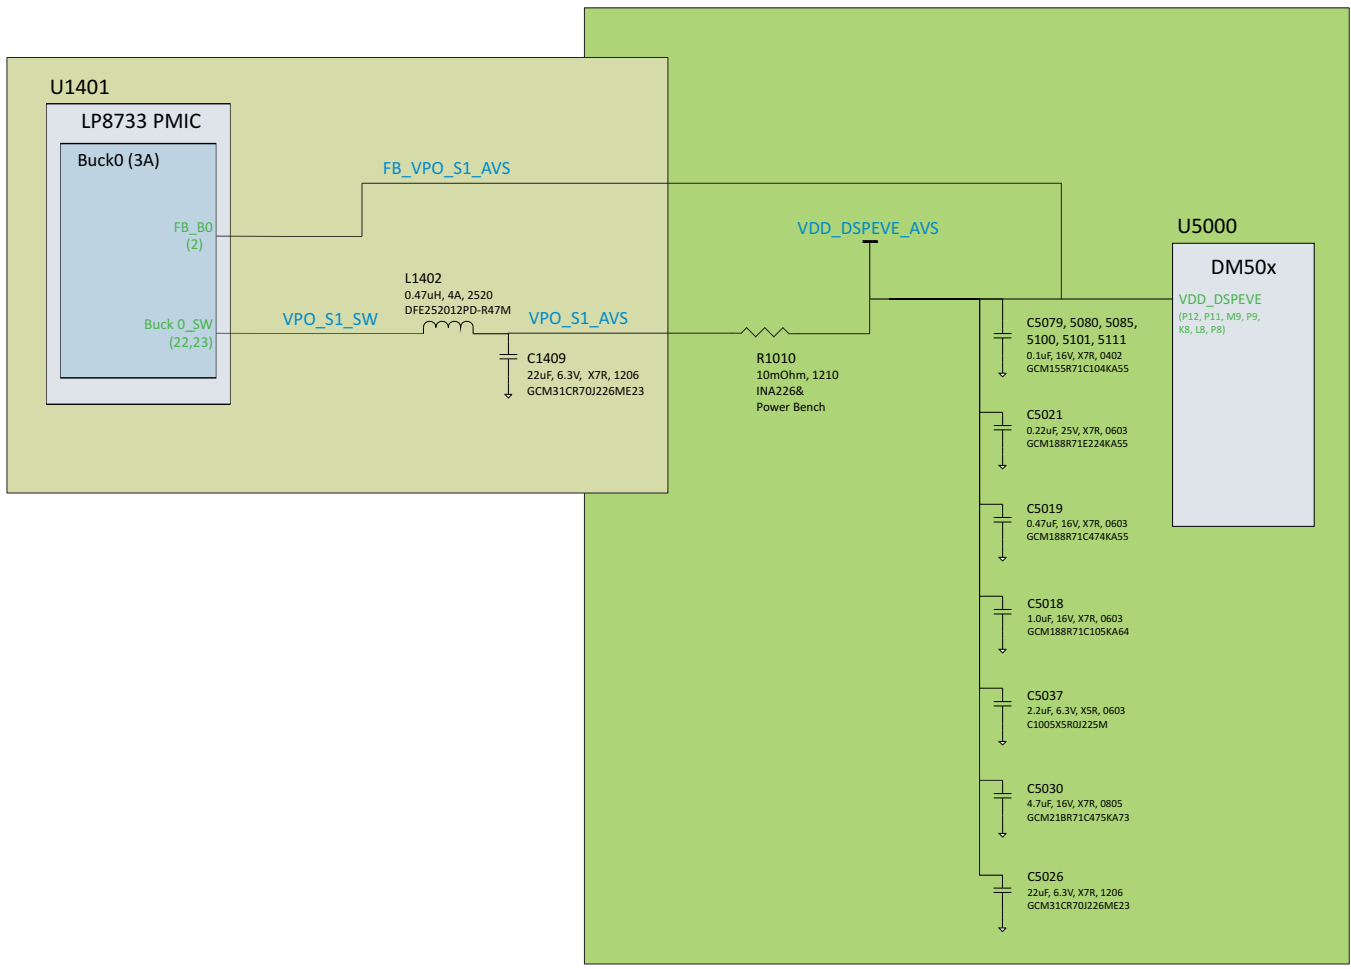 U1401
LP8733 PMIC
Buck0 (3A)
FB_B0
(2)
Buck 0_SW
(22,23)
FB_VPO_S1_AVS
VPO_S1_SW
L1402
0.47uH, 4A, 2520
DFE252012PD-R47M
VPO_S1_AVS
C1409
22uF, 6.3V,  X7R, 1206
GCM31CR70J226ME23
R1010
10mOhm, 1210
INA226&
Power Bench
VDD_DSPEVE_AVS
U5000
DM50x
VDD_DSPEVE
(P12, P11, M9, P9,
K8, L8, P8)
C5079, 5080, 5085,
5100, 5101, 5111
0.1uF, 16V, X7R, 0402
GCM155R71C104KA55
C5021
0.22uF, 25V, X7R, 0603
GCM188R71E224KA55
C5019
0.47uF, 16V, X7R, 0603
GCM188R71C474KA55
C5018
1.0uF, 16V, X7R, 0603
GCM188R71C105KA64
C5037
2.2uF, 6.3V, X5R, 0603
C1005X5R0J225M
C5030
4.7uF, 16V, X7R, 0805
GCM21BR71C475KA73
C5026
22uF, 6.3V, X7R, 1206
GCM31CR70J226ME23